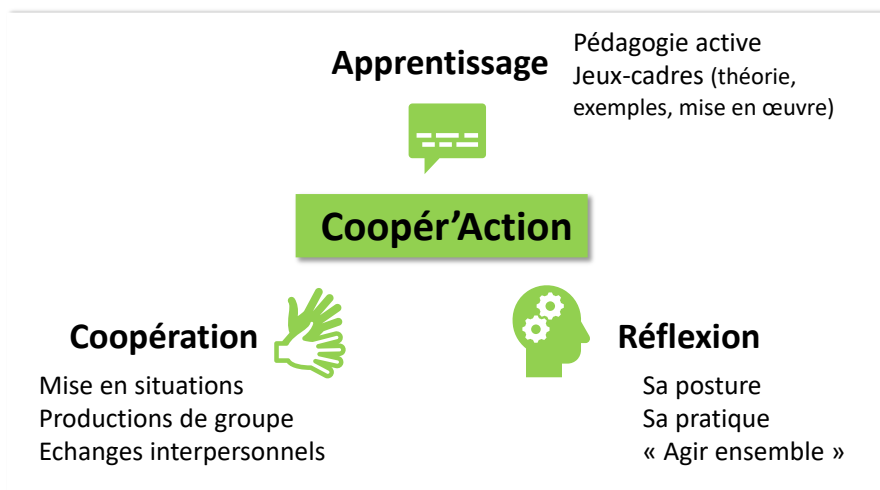 Apprentissage
Pédagogie active
Jeux-cadres (théorie,
exemples, mise en œuvre)
Coopér’Action
Coopération
Mise en situations
Productions de groupe
Echanges interpersonnels
Réflexion
Sa posture
Sa pratique
« Agir ensemble »